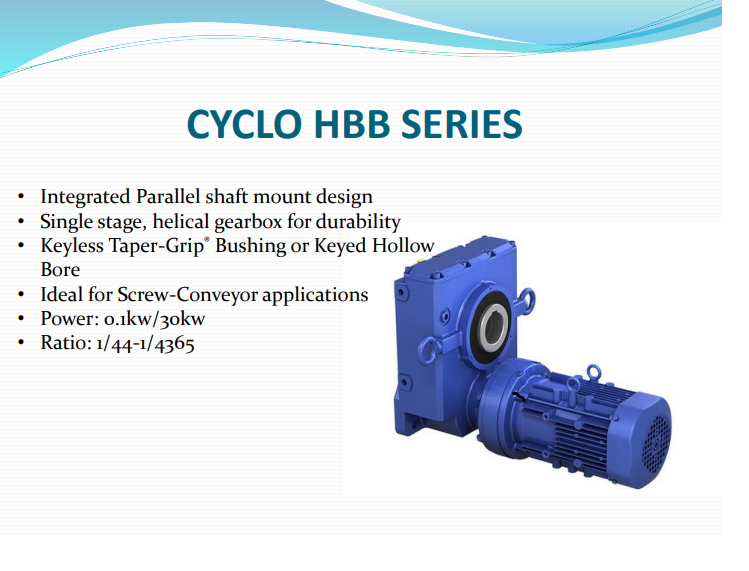 CYCLO HBB SERIES
• Integrated Parallel shaft mount design
• Single stage, helical gearbox for durability
• Keyless Taper-Grip® Bushing or Keyed Hollow
Bore
• Ideal for Screw-Conveyor applications
• Power: 0.1kw/30kw
• Ratio: 1/44-1/4365